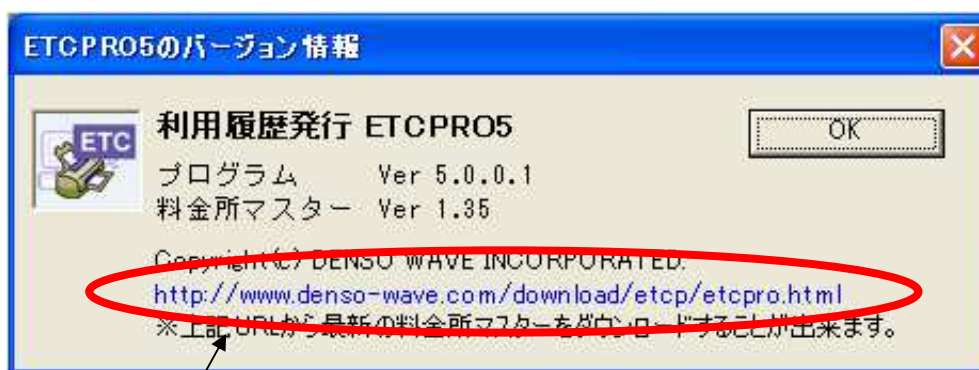 ETCPRO5のバージョン情報
ETC
利用履歴発行 ETCPRO5
OK
プログラム Ver 5.0.0.1
料金所マスター Ver 1.35
Copyright(c) DENSO WAVE INCORPORATED.
http://www.denso-wave.com/download/etcp/etcpro.html
※上記URLから最新の料金所マスターをダウンロードすることが出来ます。